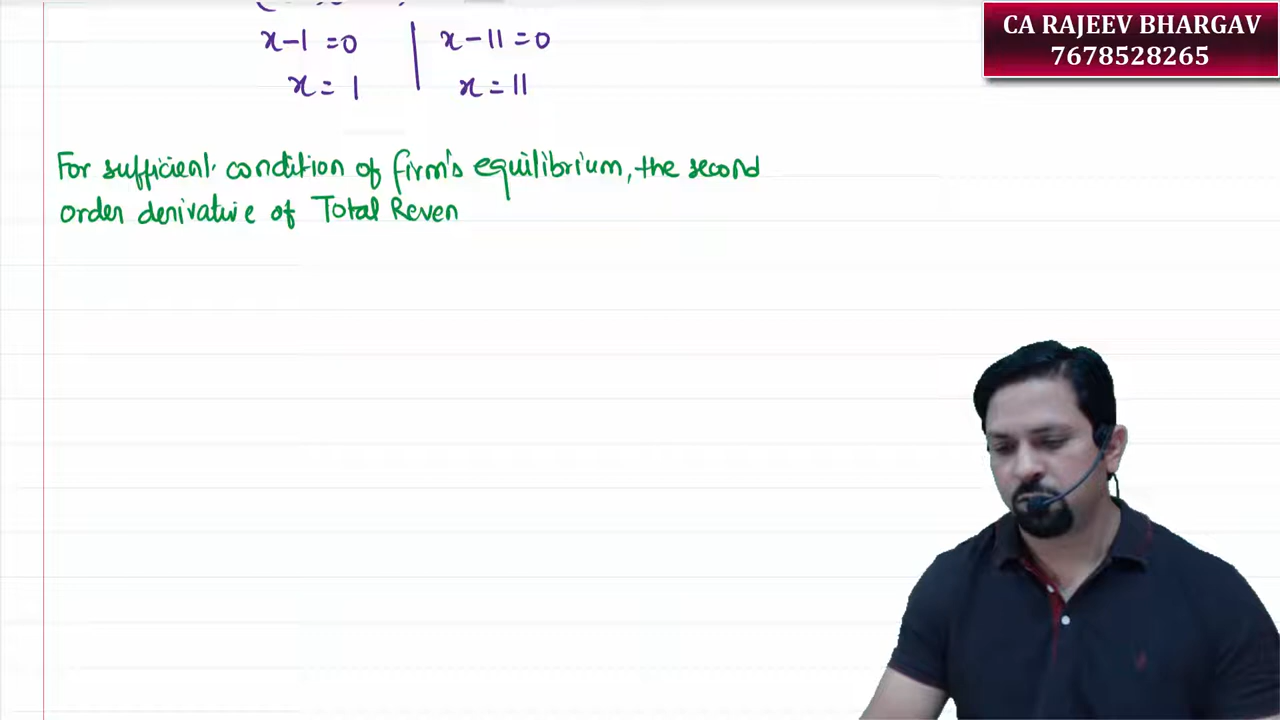 CA RAJEEV BHARGAV
7678528265
x-1 =0 | x-11=0
x= 1 | x=11
For sufficient condition of firm's equilibrium, the second
order derivative of Total Reven